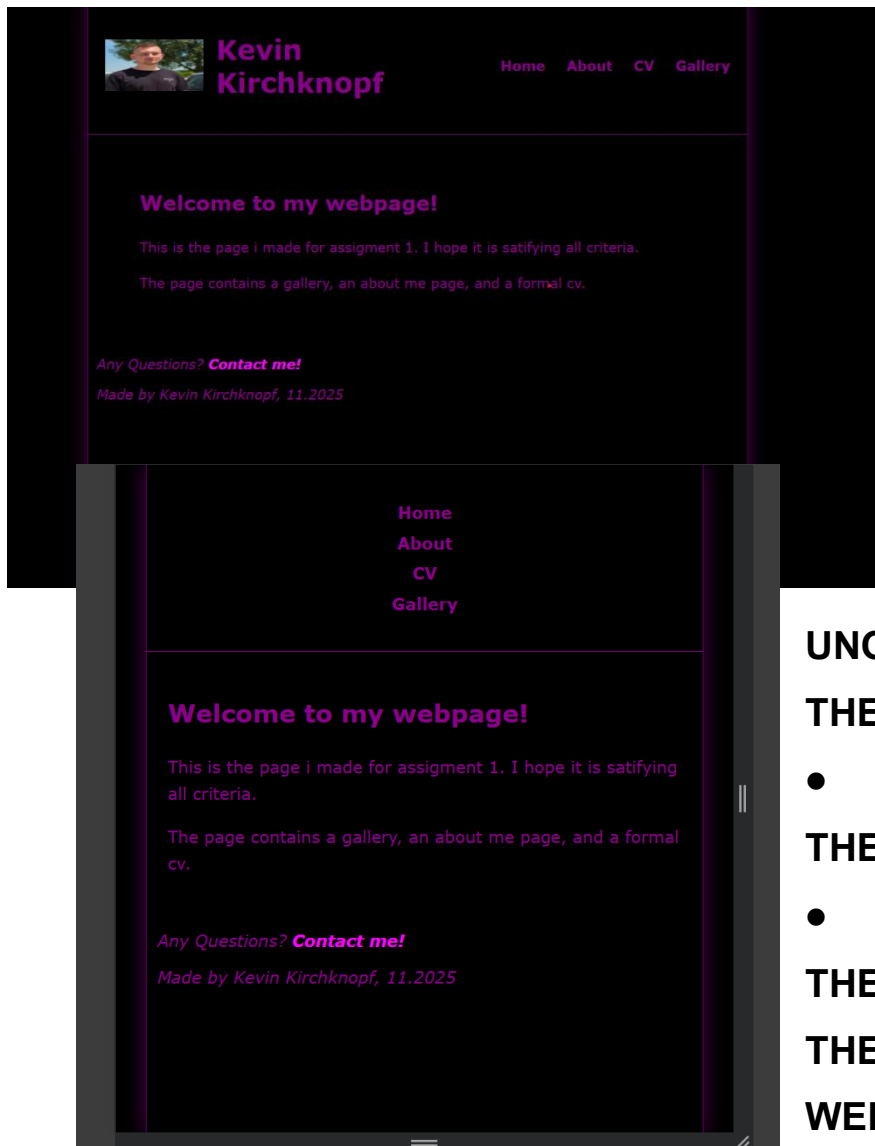 Kevin
Kirchknopf
Home About CV Gallery
Welcome to my webpage!
This is the page i made for assigment 1. I hope it is satifying all criteria.
The page contains a gallery, an about me page, and a formal cv.
Any Questions? Contact me!
Made by Kevin Kirchknopf, 11.2025
Home
About
CV
Gallery
Welcome to my webpage!
This is the page i made for assigment 1. I hope it is satifying
all criteria.
The page contains a gallery, an about me page, and a formal
cv.
Any Questions? Contact me!
Made by Kevin Kirchknopf, 11.2025
THE
•
THE
•
THE
THE